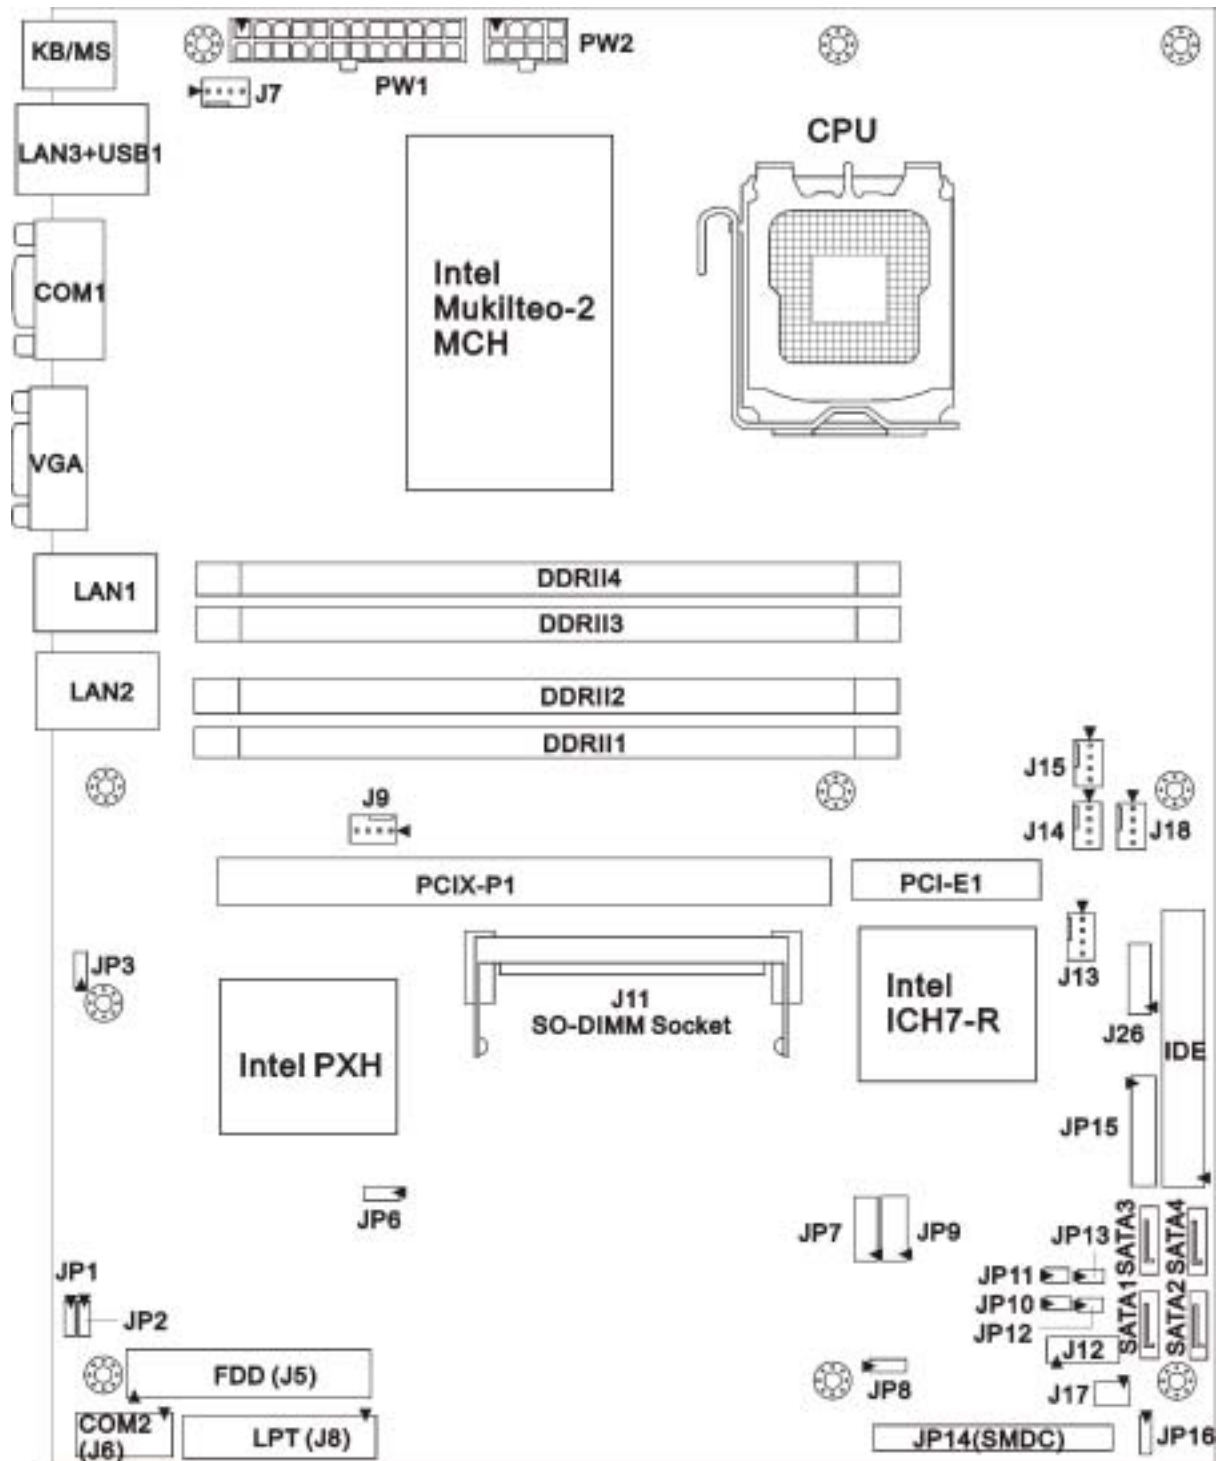 KB/MS
PW2
PW1
J7
LAN3+USB1
CPU
Intel
Mukilteo-2
MCH
COM1
VGA
LAN1
DDRII4
DDRII3
LAN2
DDRII2
DDRII1
J15
J9
J14
J18
PCIX-P1
PCI-E1
JP3
J13
J11
SO-DIMM Socket
Intel
ICH7-R
J26
IDE
Intel PXH
JP15
JP6
JP7
JP9
JP13
SATA3
SATA4
JP1
JP11
JP10
JP2
JP12
SATA1
SATA2
J12
FDD (J5)
JP8
J17
COM2
(J6)
LPT (J8)
JP14(SMDC)
JP16